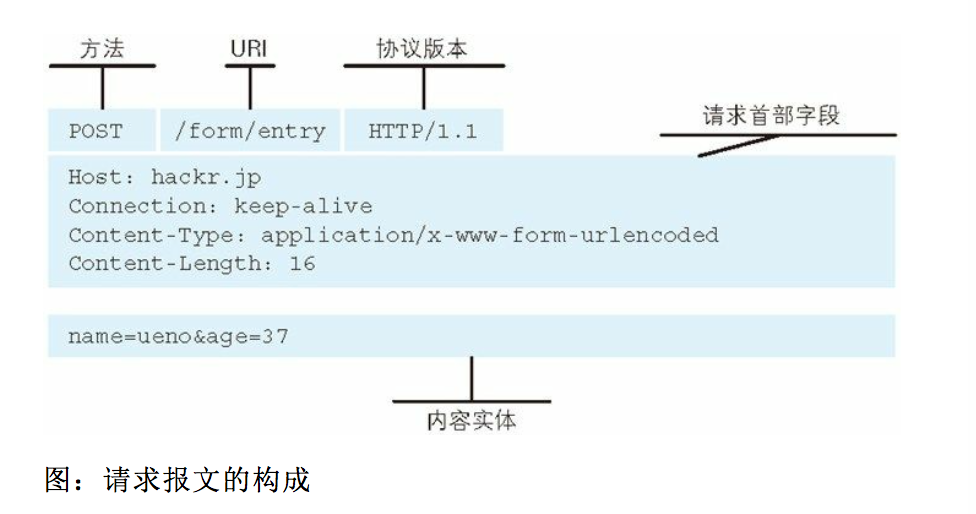 方法 URI 协议版本
请求首部字段
POST /form/entry HTTP/1.1
Host: hackr.jp
Connection: keep-alive
Content-Type: application/x-www-form-urlencoded
Content-Length: 16
name=ueno&age=37
内容实体
图：请求报文的构成